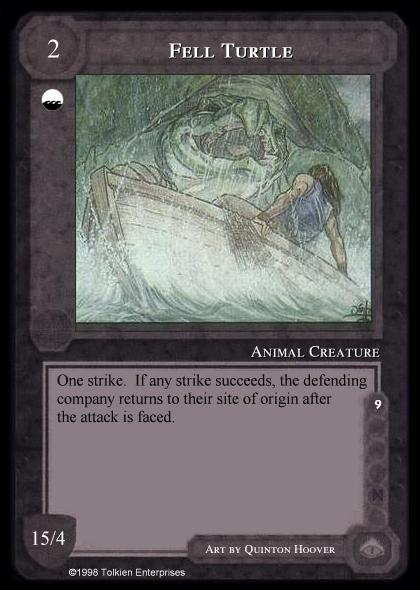 2
FELL TURTLE
ANIMAL CREATURE
One strike.  If any strike succeeds, the defending
company returns to their site of origin after
the attack is faced.
9
15/4
ART BY QUINTON HOOVER
©1998 Tolkien Enterprises